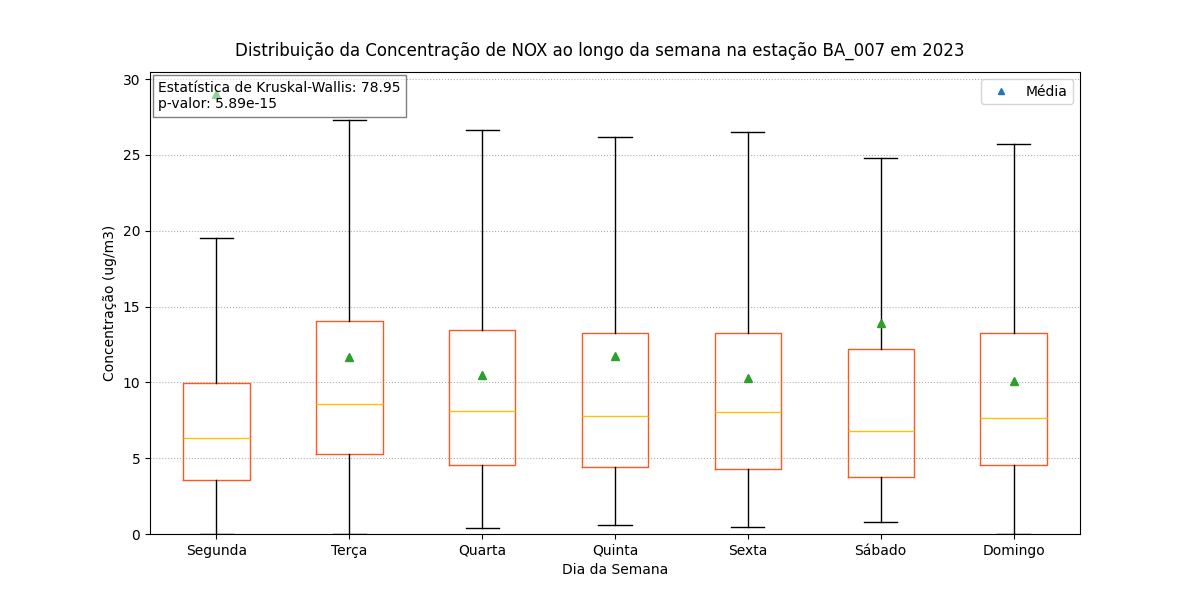 Distribuição da Concentração de NOX ao longo da semana na estação BA_007 em 2023
Estatística de Kruskal-Wallis: 78.95
p-valor: 5.89e-15
Média
Concentração (ug/m3)
30
25
20
15
10
5
0
Segunda Terça Quarta Quinta Sexta Sábado Domingo
Dia da Semana